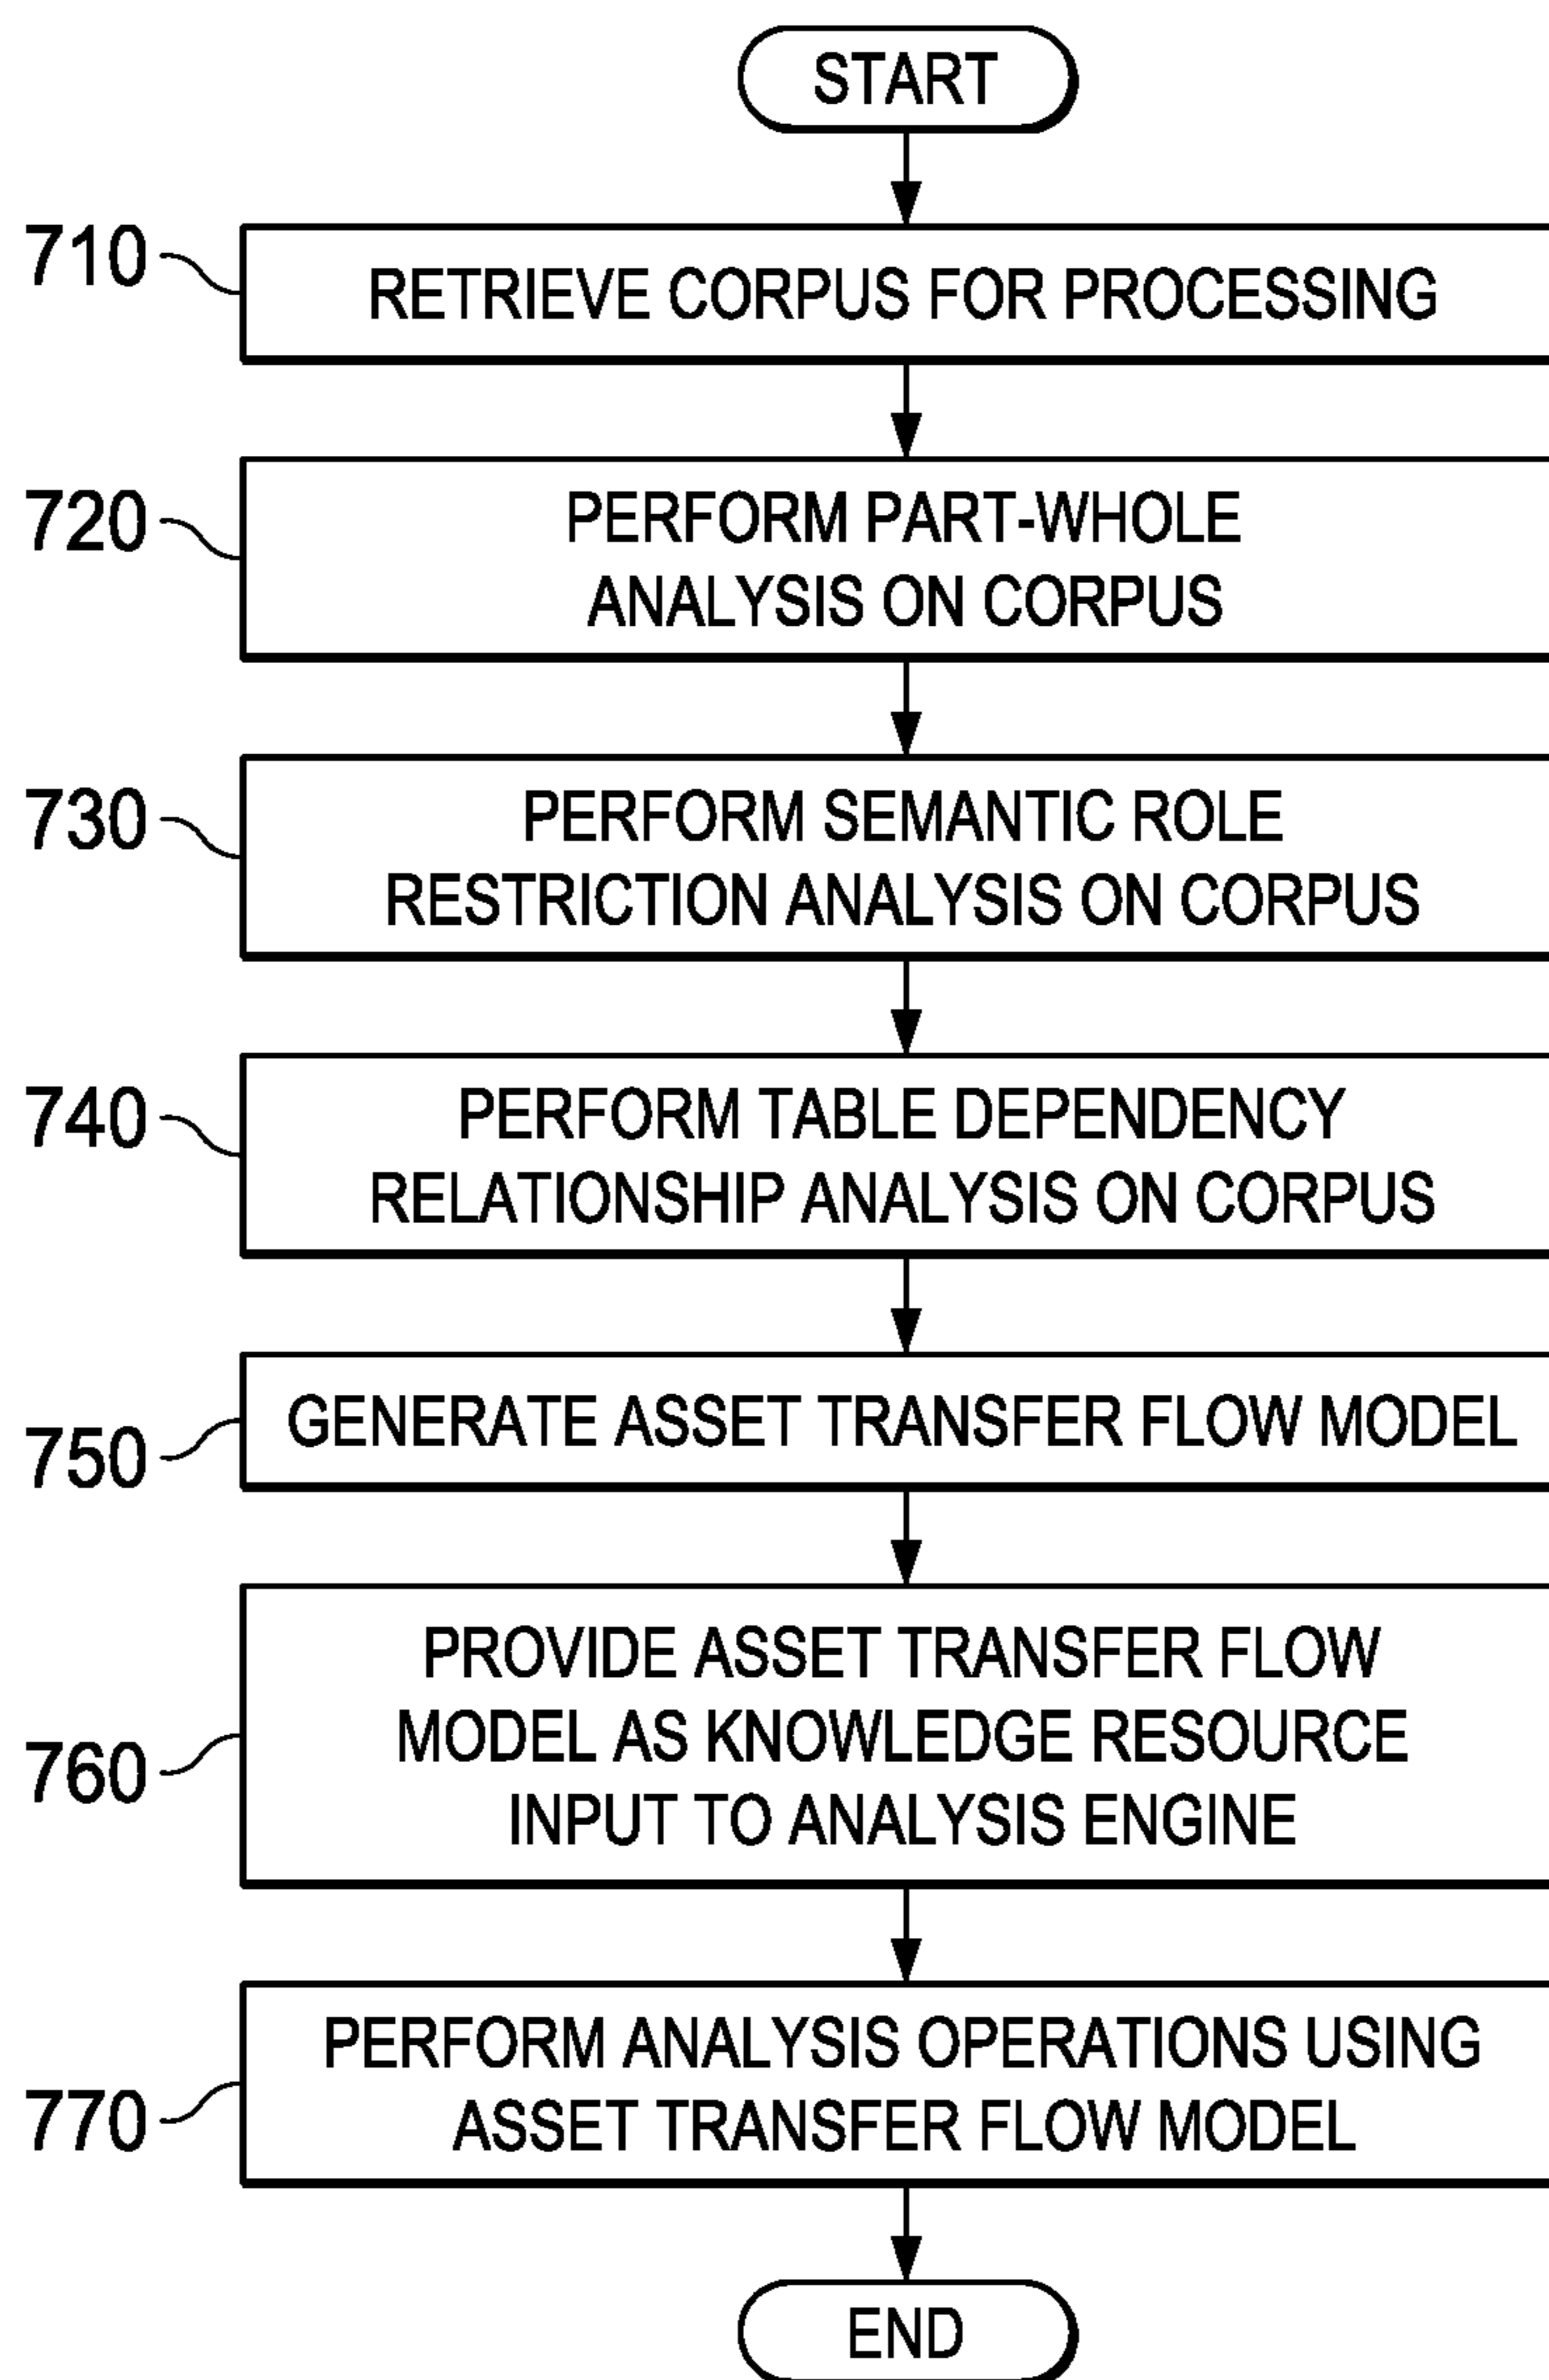 START
710
RETRIEVE CORPUS FOR PROCESSING
720
PERFORM PART-WHOLE
ANALYSIS ON CORPUS
730
PERFORM SEMANTIC ROLE
RESTRICTION ANALYSIS ON CORPUS
740
PERFORM TABLE DEPENDENCY
RELATIONSHIP ANALYSIS ON CORPUS
750
GENERATE ASSET TRANSFER FLOW MODEL
760
PROVIDE ASSET TRANSFER FLOW
MODEL AS KNOWLEDGE RESOURCE
INPUT TO ANALYSIS ENGINE
770
PERFORM ANALYSIS OPERATIONS USING
ASSET TRANSFER FLOW MODEL
END